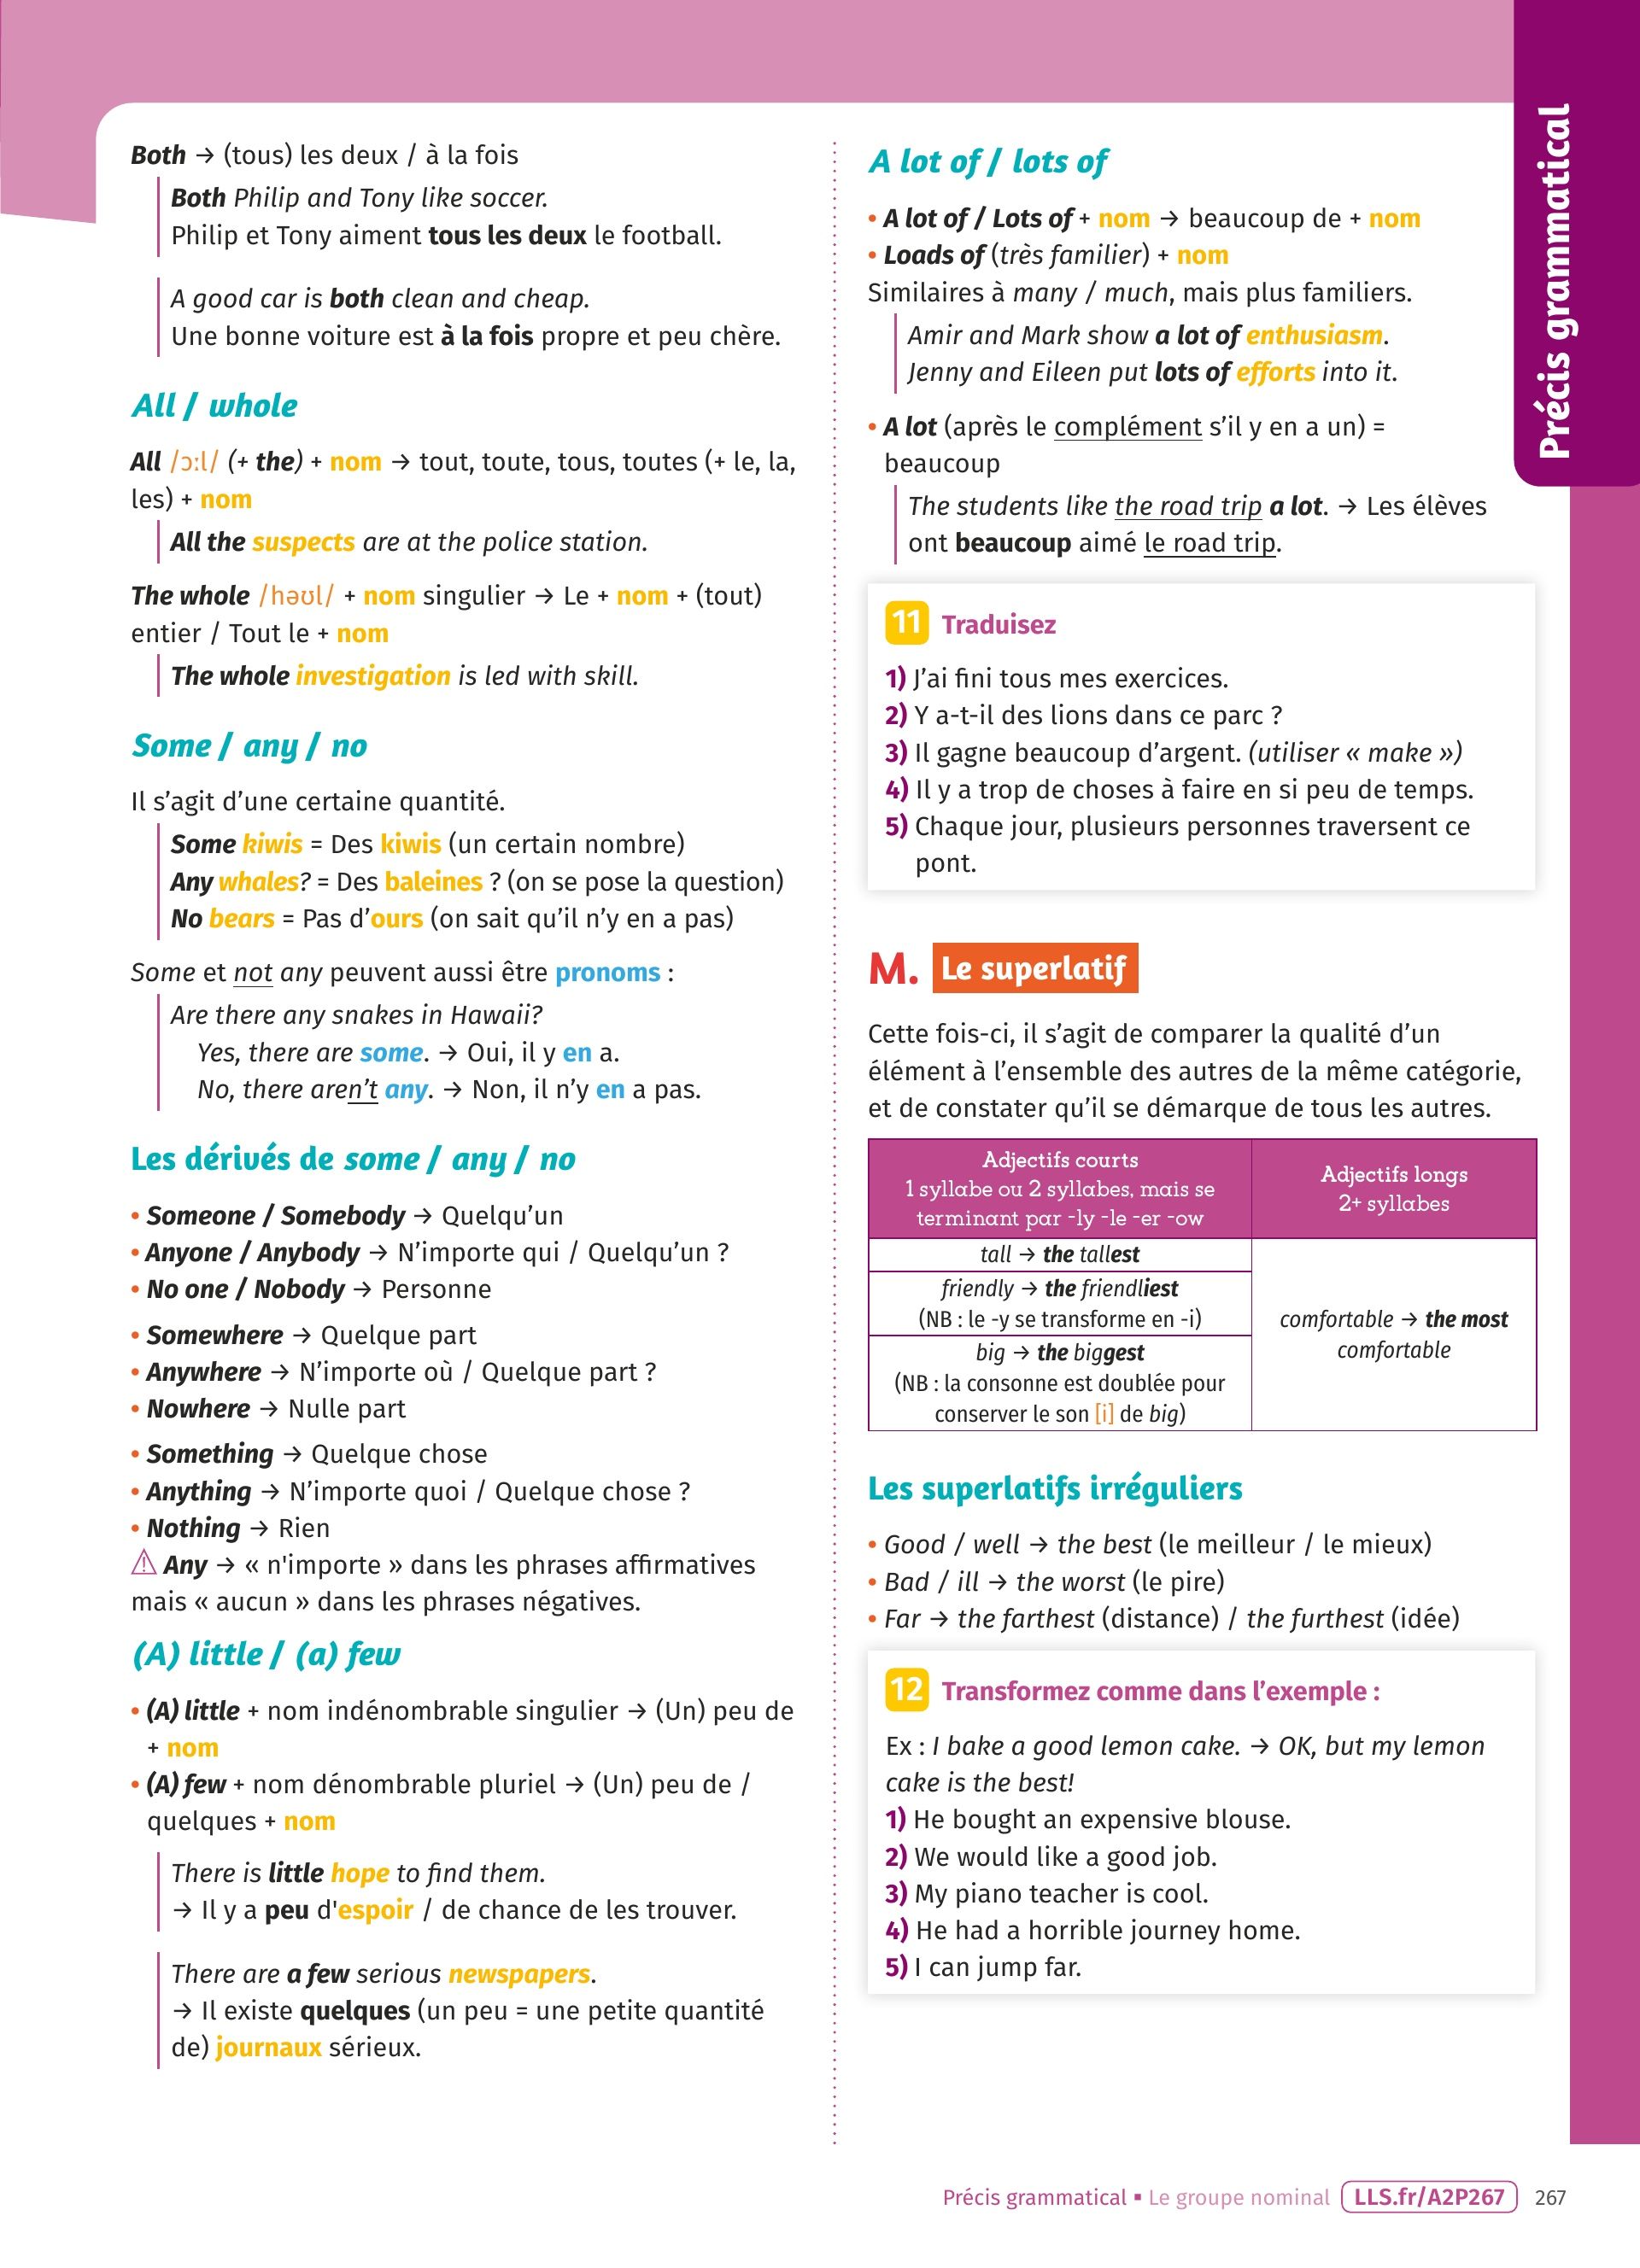 Précis grammatical
Both → (tous) les deux / à la fois
Both Philip and Tony like soccer.
Philip et Tony aiment tous les deux le football.
A good car is both clean and cheap.
Une bonne voiture est à la fois propre et peu chère.
All / whole
All /ɔːl/ (+ the) + nom → tout, toute, tous, toutes (+ le, la,
les) + nom
All the suspects are at the police station.
The whole /həʊl/ + nom singulier → Le + nom + (tout)
entier / Tout le + nom
The whole investigation is led with skill.
Some / any / no
Il s’agit d’une certaine quantité.
Some kiwis = Des kiwis (un certain nombre)
Any whales? = Des baleines ? (on se pose la question)
No bears = Pas d’ours (on sait qu’il n’y en a pas)
Some et not any peuvent aussi être pronoms :
Are there any snakes in Hawaii?
Yes, there are some. → Oui, il y en a.
No, there aren’t any. → Non, il n’y en a pas.
Les dérivés de some / any / no
• Someone / Somebody → Quelqu’un
• Anyone / Anybody → N’importe qui / Quelqu’un ?
• No one / Nobody → Personne
• Somewhere → Quelque part
• Anywhere → N’importe où / Quelque part ?
• Nowhere → Nulle part
• Something → Quelque chose
• Anything → N’importe quoi / Quelque chose ?
• Nothing → Rien
⚠ Any → « n'importe » dans les phrases affirmatives
mais « aucun » dans les phrases négatives.
(A) little / (a) few
• (A) little + nom indénombrable singulier → (Un) peu de
+ nom
• (A) few + nom dénombrable pluriel → (Un) peu de /
quelques + nom
There is little hope to find them.
→ Il y a peu d'espoir / de chance de les trouver.
There are a few serious newspapers.
→ Il existe quelques (un peu = une petite quantité
de) journaux sérieux.
A lot of / lots of
• A lot of / Lots of + nom → beaucoup de + nom
• Loads of (très familier) + nom
Similaires à many / much, mais plus familiers.
Amir and Mark show a lot of enthusiasm.
Jenny and Eileen put lots of efforts into it.
• A lot (après le complément s’il y en a un) =
beaucoup
The students like the road trip a lot. → Les élèves
ont beaucoup aimé le road trip.
11 Traduisez
1) J’ai fini tous mes exercices.
2) Y a-t-il des lions dans ce parc ?
3) Il gagne beaucoup d’argent. (utiliser « make »)
4) Il y a trop de choses à faire en si peu de temps.
5) Chaque jour, plusieurs personnes traversent ce
pont.
M. Le superlatif
Cette fois-ci, il s’agit de comparer la qualité d’un
élément à l’ensemble des autres de la même catégorie,
et de constater qu’il se démarque de tous les autres.
Adjectifs courts
1 syllabe ou 2 syllabes, mais se
terminant par -ly -le -er -ow
Adjectifs longs
2+ syllabes
tall → the tallest
friendly → the friendliest
(NB : le -y se transforme en -i)
big → the biggest
(NB : la consonne est doublée pour
conserver le son [i] de big)
comfortable → the most
comfortable
Les superlatifs irréguliers
• Good / well → the best (le meilleur / le mieux)
• Bad / ill → the worst (le pire)
• Far → the farthest (distance) / the furthest (idée)
12 Transformez comme dans l’exemple :
Ex : I bake a good lemon cake. → OK, but my lemon
cake is the best!
1) He bought an expensive blouse.
2) We would like a good job.
3) My piano teacher is cool.
4) He had a horrible journey home.
5) I can jump far.
Précis grammatical ▪ Le groupe nominal LLS.fr/A2P267 267